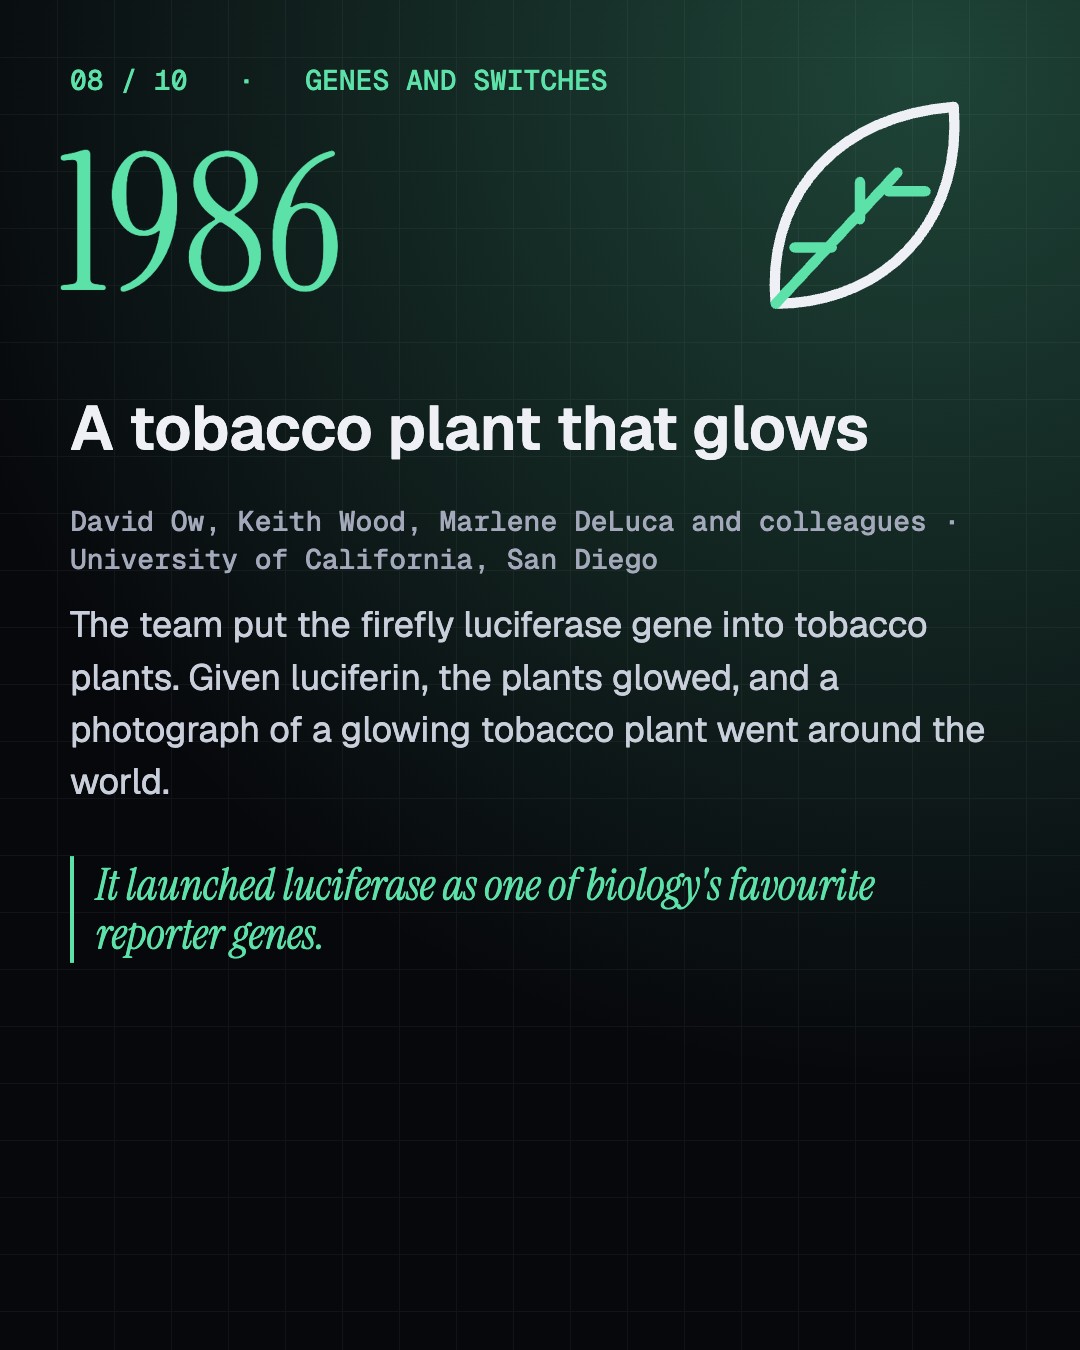 08 / 10 · GENES AND SWITCHES
1986
A tobacco plant that glows
David Ow, Keith Wood, Marlene DeLuca and colleagues ·
University of California, San Diego
The team put the firefly luciferase gene into tobacco
plants. Given luciferin, the plants glowed, and a
photograph of a glowing tobacco plant went around the
world.
It launched luciferase as one of biology's favourite
reporter genes.